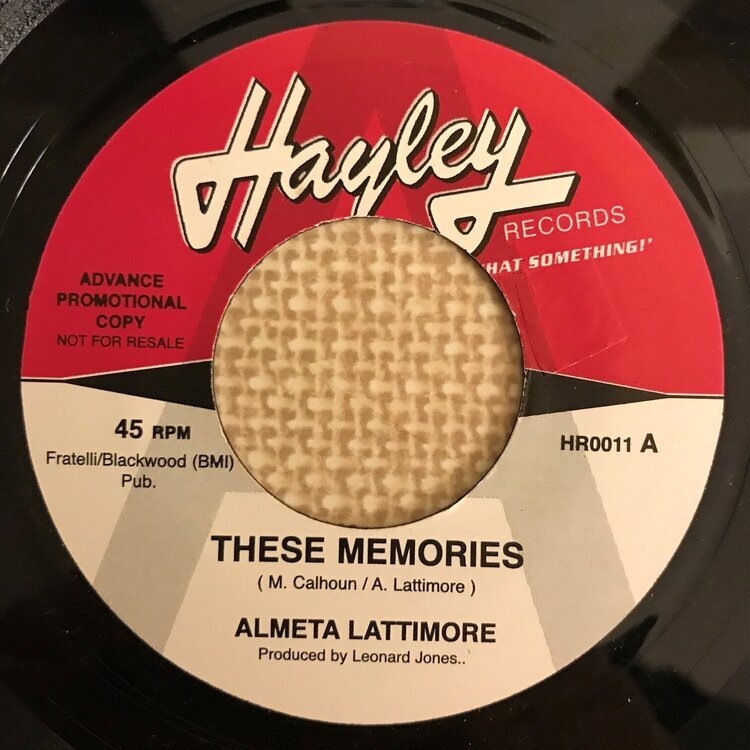 Hayley
RECORDS
HAT SOMETHING!'
ADVANCE
PROMOTIONAL
COPY
NOT FOR RESALE
45 RPM
Fratelli/Blackwood (BMI)
Pub.
HR0011 A
THESE MEMORIES
( M. Calhoun / A. Lattimore )
ALMETA LATTIMORE
Produced by Leonard Jones..